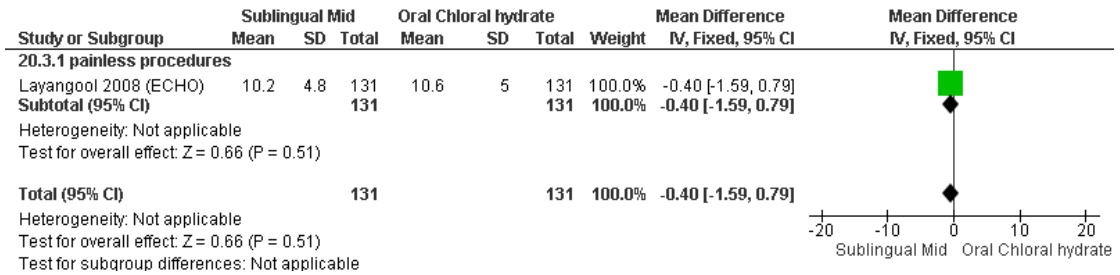 Sublingual Mid Oral Chloral hydrate Mean Difference Mean Difference
Study or Subgroup Mean SD Total Mean SD Total Weight IV, Fixed, 95% CI IV, Fixed, 95% CI
20.3.1 painless procedures
Layangool 2008 (ECHO) 10.2 4.8 131 10.6 5 131 100.0% -0.40 [-1.59, 0.79]
Subtotal (95% CI) 131 131 100.0% -0.40 [-1.59, 0.79]
Heterogeneity: Not applicable
Test for overall effect: Z = 0.66 (P = 0.51)
Total (95% CI) 131 131 100.0% -0.40 [-1.59, 0.79]
Heterogeneity: Not applicable
Test for overall effect: Z = 0.66 (P = 0.51)
Test for subgroup differences: Not applicable
-20 -10 0 10 20
Sublingual Mid Oral Chloral hydrate